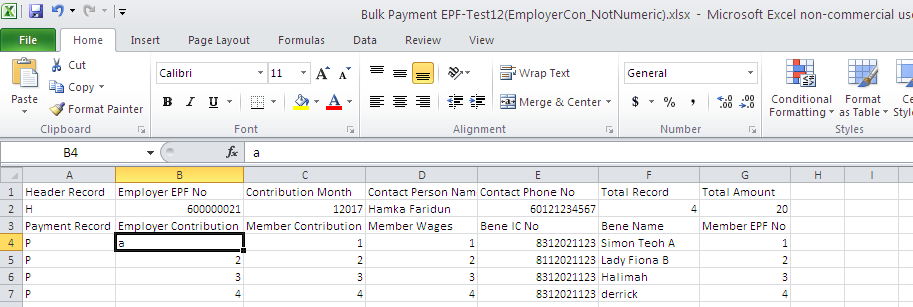 Bulk Payment EPF-Test12(EmployerCon_NotNumeric).xlsx - Microsoft Excel non-commercial use
File Home Insert Page Layout Formulas Data Review View
Paste Cut Copy Format Painter Clipboard
Calibri 11 A A B I U A Font
Wrap Text Merge & Center Alignment
General $ % , .0 .00 .00 .0 Number
Conditional Formatting Format as Table Ce Styles
B4 fx a
A B C D E F G H I J
1 Header Record Employer EPF No Contribution Month Contact Person Nam Contact Phone No Total Record Total Amount
2 H 600000021 12017 Hamka Faridun 60121234567 4 20
3 Payment Record Employer Contribution Member Contribution Member Wages Bene IC No Bene Name Member EPF No
4 P a 1 1 8312021123 Simon Teoh A 1
5 P 2 2 2 8112021123 Lady Fiona B 2
6 P 3 3 3 8312021123 Halimah 3
7 P 4 4 4 8312021123 derrick 4